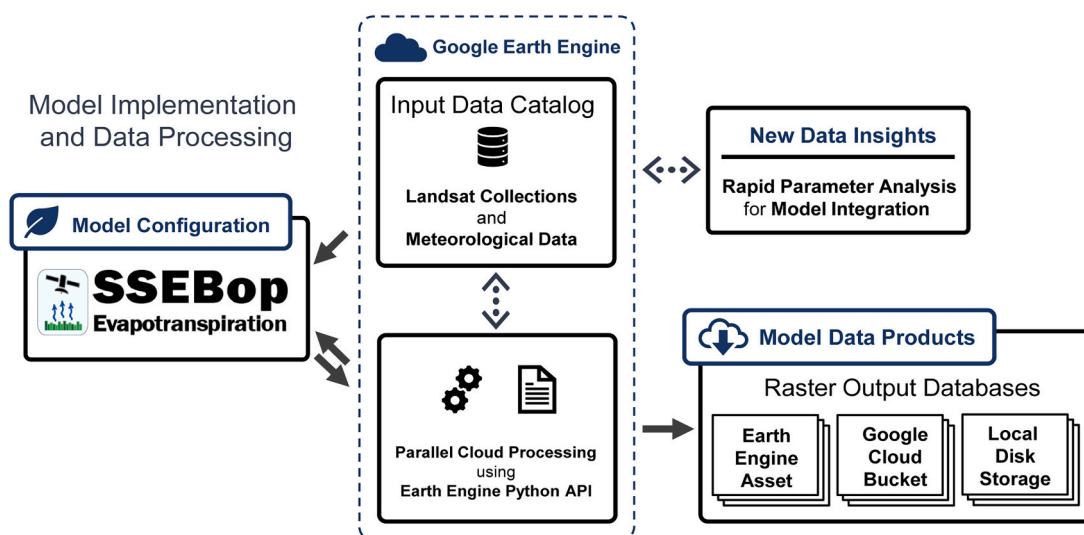 Model Implementation
and Data Processing
Model Configuration
SSEBop
Evapotranspiration
Google Earth Engine
Input Data Catalog
Landsat Collections
and
Meteorological Data
Parallel Cloud Processing
using
Earth Engine Python API
New Data Insights
Rapid Parameter Analysis
for Model Integration
Model Data Products
Raster Output Databases
Earth
Engine
Asset
Google
Cloud
Bucket
Local
Disk
Storage